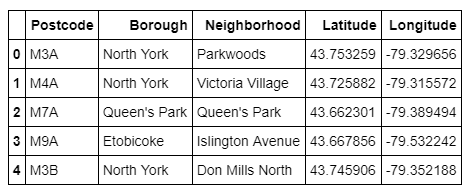 Postcode Borough Neighborhood Latitude Longitude
0 M3A North York Parkwoods 43.753259 -79.329656
1 M4A North York Victoria Village 43.725882 -79.315572
2 M7A Queen's Park Queen's Park 43.662301 -79.389494
3 M9A Etobicoke Islington Avenue 43.667856 -79.532242
4 M3B North York Don Mills North 43.745906 -79.352188